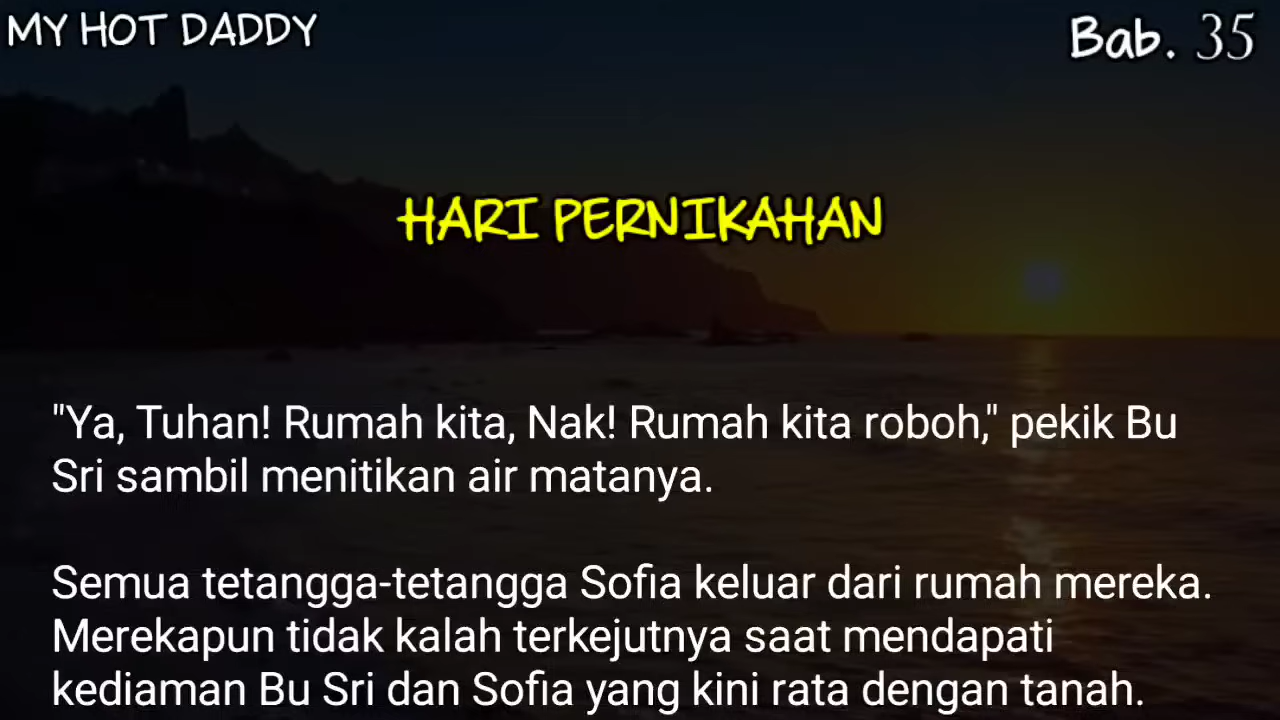 MY HOT DADDY
Bab. 35
HARI PERNIKAHAN
"Ya, Tuhan! Rumah kita, Nak! Rumah kita roboh," pekik Bu
Sri sambil menitikan air matanya.
Semua tetangga-tetangga Sofia keluar dari rumah mereka.
Merekapun tidak kalah terkejutnya saat mendapati
kediaman Bu Sri dan Sofia yang kini rata dengan tanah.